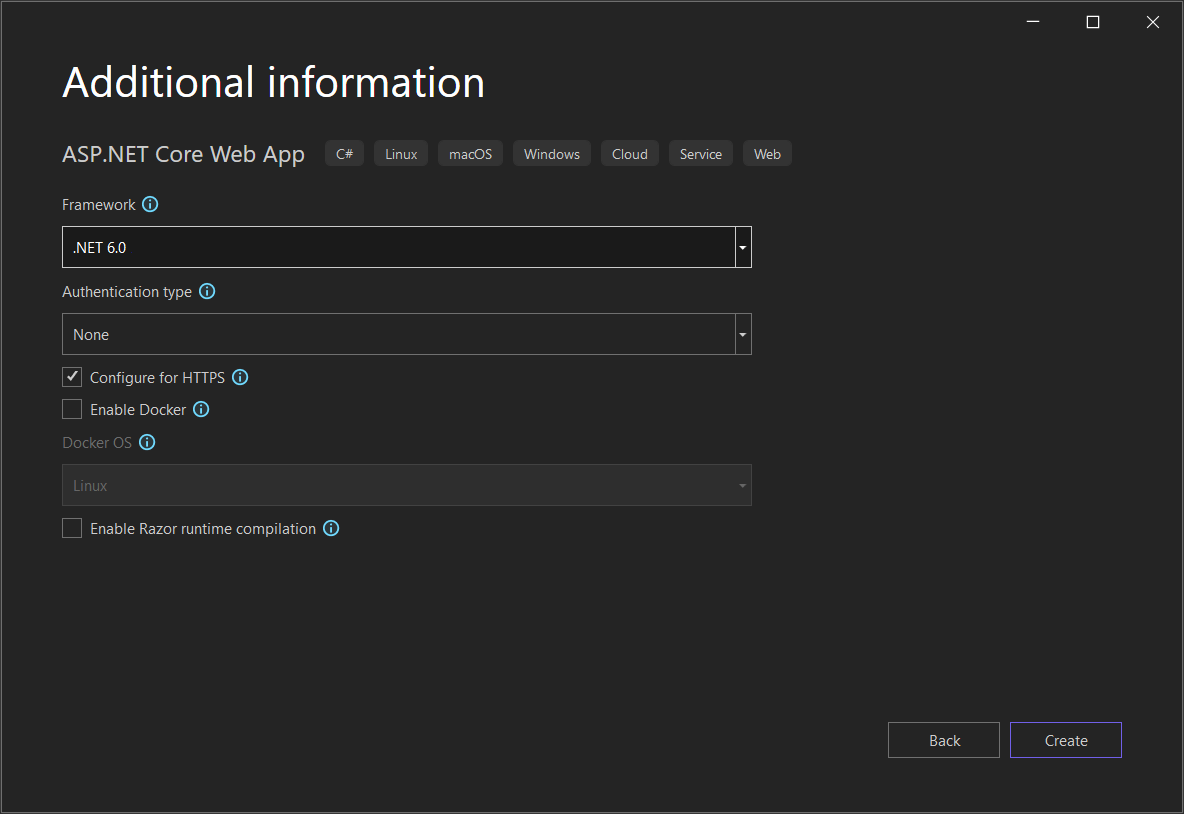 Additional information
ASP.NET Core Web App C# Linux macOS Windows Cloud Service Web
Framework
.NET 6.0
Authentication type
None
Configure for HTTPS
Enable Docker
Docker OS
Linux
Enable Razor runtime compilation
Back Create